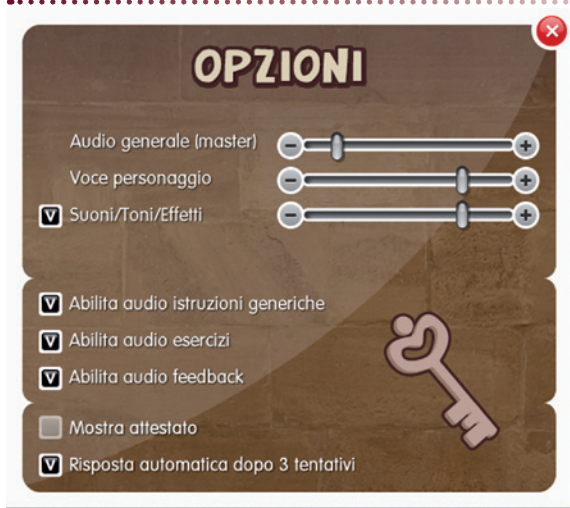 OPZIONI
Audio generale (master)
Voce personaggio
Suoni/Toni/Effetti
Abilita audio istruzioni generiche
Abilita audio esercizi
Abilita audio feedback
Mostra attestato
Risposta automatica dopo 3 tentativi